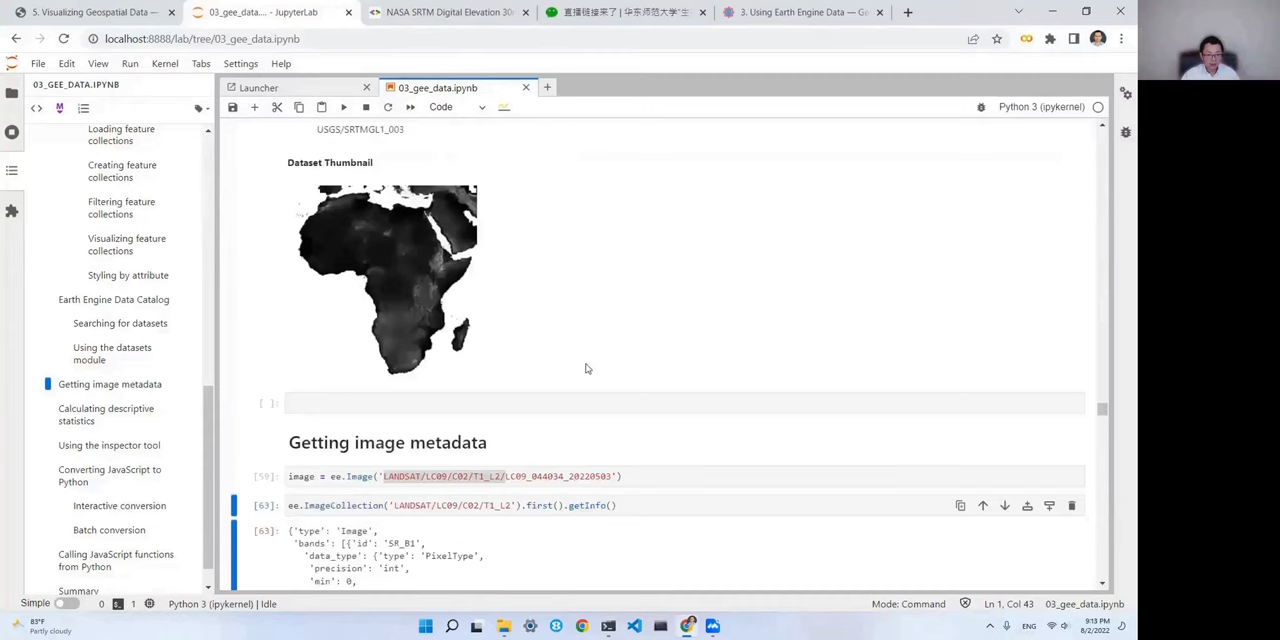 5. Visualizing Geospatial Data —
03_gee_data.... - JupyterLab
NASA SRTM Digital Elevation 30m
直播链接来了 | 华东师范大学“生
3. Using Earth Engine Data — Ge
localhost:8888/lab/tree/03_gee_data.ipynb
File Edit View Run Kernel Tabs Settings Help
03_GEE_DATA.IPYNB
Launcher
03_gee_data.ipynb
Code
Python 3 (ipykernel)
Loading feature
collections
Creating feature
collections
Filtering feature
collections
Visualizing feature
collections
Styling by attribute
Earth Engine Data Catalog
Searching for datasets
Using the datasets
module
Getting image metadata
Calculating descriptive
statistics
Using the inspector tool
Converting JavaScript to
Python
Interactive conversion
Batch conversion
Calling JavaScript functions
from Python
Summary
USGS/SRTMGL1_003
Dataset Thumbnail
[ ]:
Getting image metadata
[59]: image = ee.Image('LANDSAT/LC09/C02/T1_L2/LC09_044034_20220503')
[63]: ee.ImageCollection('LANDSAT/LC09/C02/T1_L2').first().getInfo()
[63]: {'type': 'Image',
'bands': [{'id': 'SR_B1',
'data_type': {'type': 'PixelType',
'precision': 'int',
'min': 0,
Simple 0 1 Python 3 (ipykernel) | Idle
Mode: Command Ln 1, Col 43 03_gee_data.ipynb
83°F
Partly cloudy
ENG
9:13 PM
8/2/2022